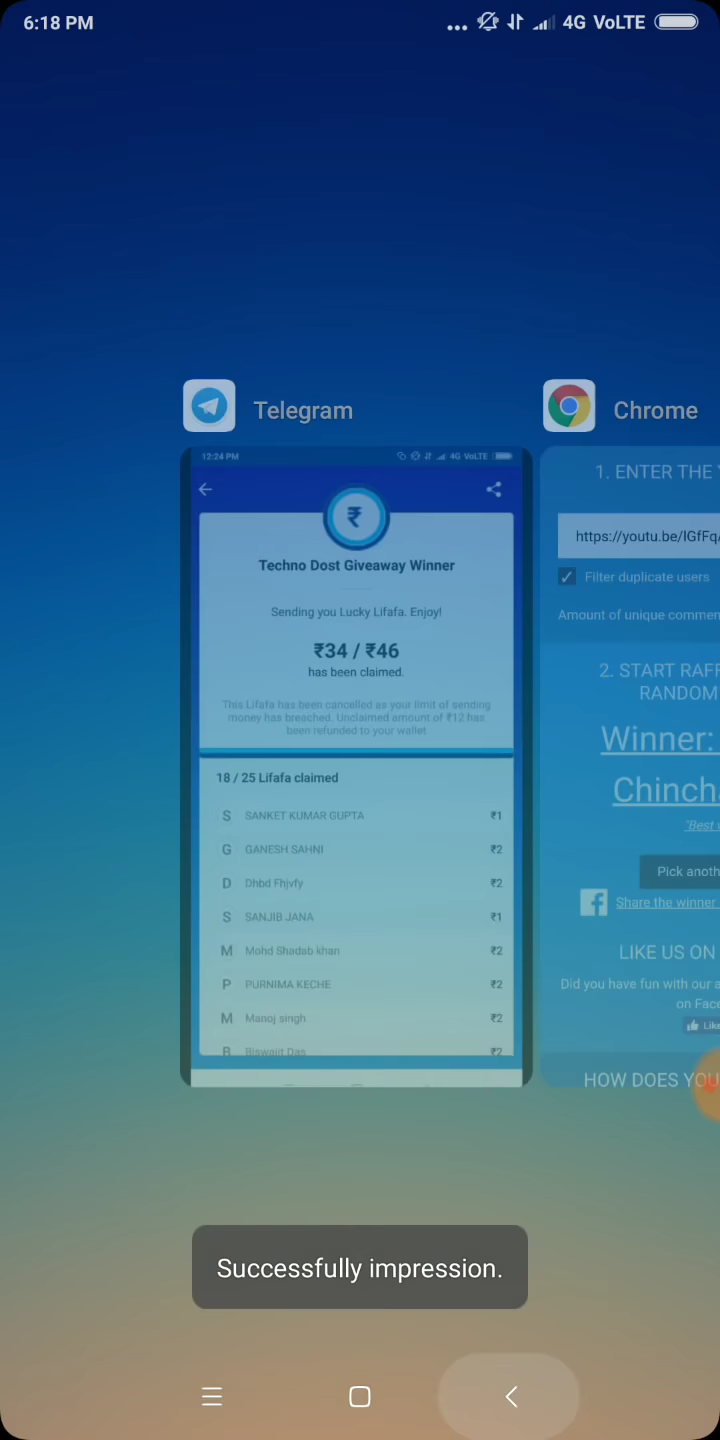 6:18 PM
4G VoLTE
Telegram
Chrome
12:24 PM
4G VoLTE
₹
Techno Dost Giveaway Winner
Sending you Lucky Lifafa. Enjoy!
₹34 / ₹46
has been claimed.
This Lifafa has been cancelled as your limit of sending
money has breached. Unclaimed amount of ₹12 has
been refunded to your wallet
18 / 25 Lifafa claimed
S SANKET KUMAR GUPTA ₹1
G GANESH SAHNI ₹2
D Dhbd Fhjvfy ₹2
S SANJIB JANA ₹1
M Mohd Shadab khan ₹2
P PURNIMA KECHE ₹2
M Manoj singh ₹2
B Biswajit Das ₹2
1. ENTER THE
https://youtu.be/IGfFq
Filter duplicate users
Amount of unique commen
2. START RAFF
RANDOM
Winner:
Chincha
"Best
Pick anoth
Share the winner
LIKE US ON
Did you have fun with our a
on Fac
Like
HOW DOES YOU
Successfully impression.